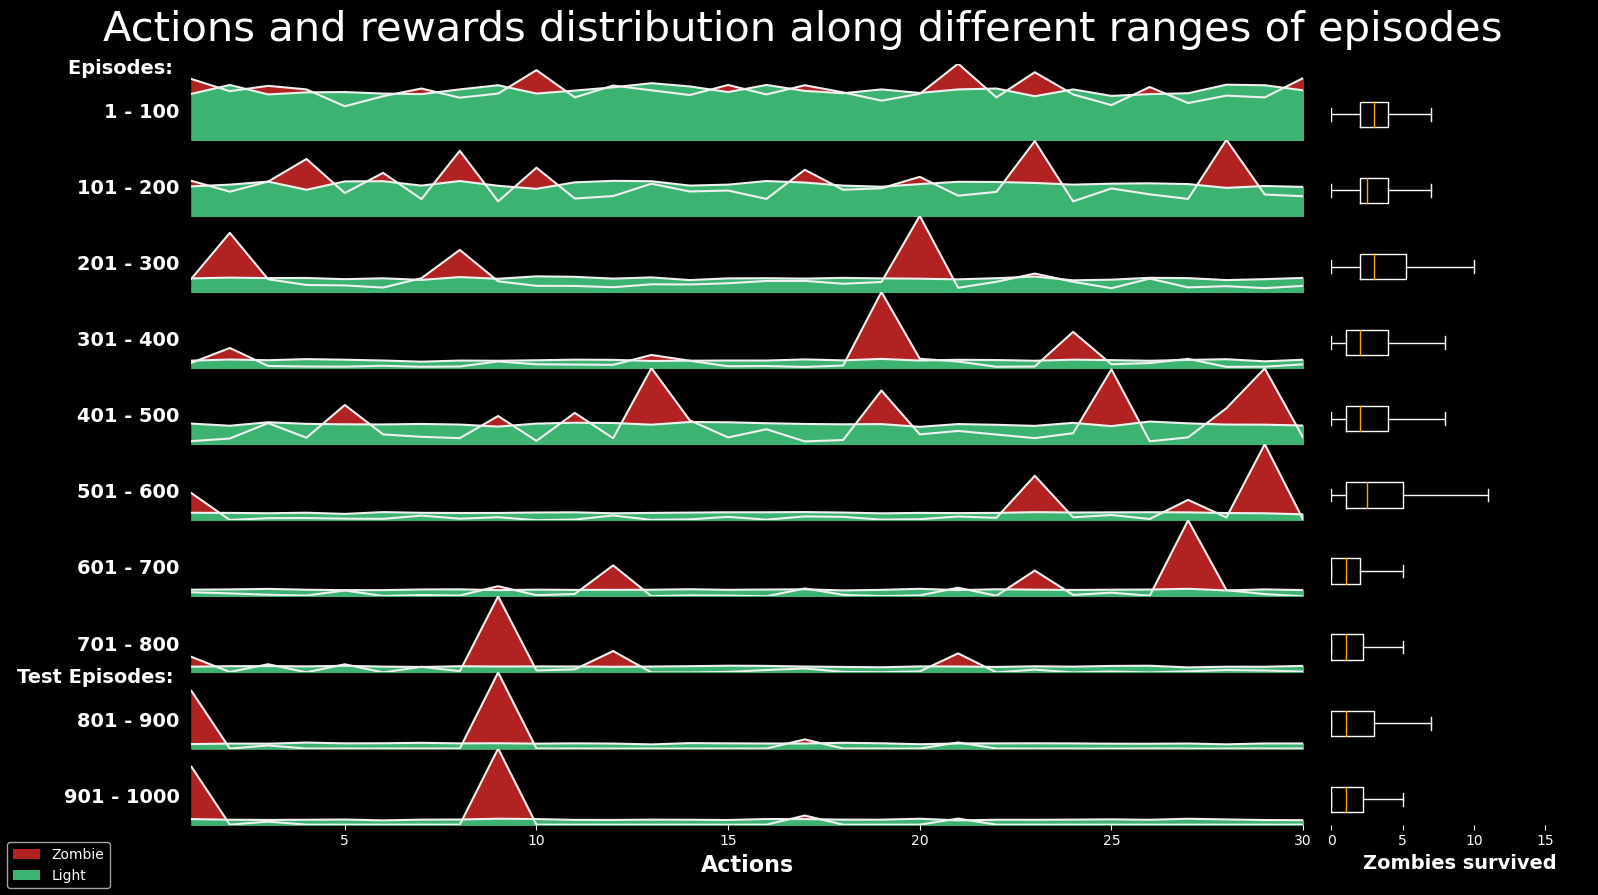 Actions and rewards distribution along different ranges of episodes
Episodes:
1 - 100
101 - 200
201 - 300
301 - 400
401 - 500
501 - 600
601 - 700
701 - 800
Test Episodes:
801 - 900
901 - 1000
5 10 15 20 25 30 0 5 10 15
Actions
Zombies survived
Zombie
Light